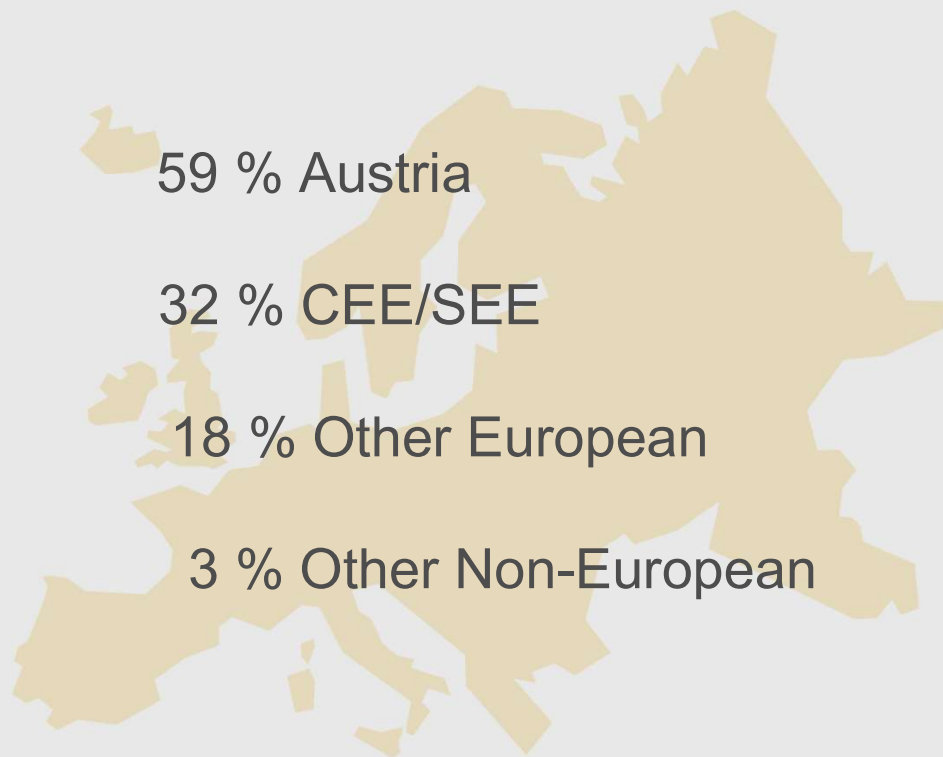 59 % Austria
32 % CEE/SEE
18 % Other European
3 % Other Non-European